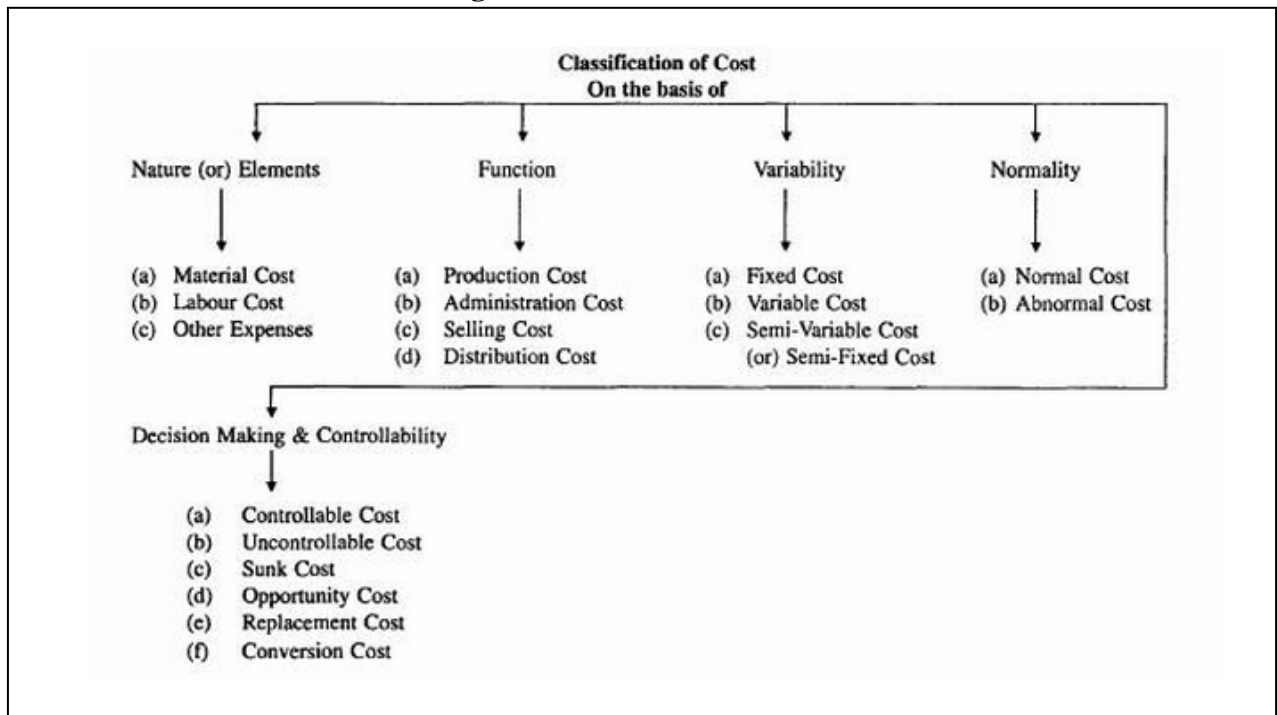 Classification of Cost
On the basis of
Nature (or) Elements
(a) Material Cost
(b) Labour Cost
(c) Other Expenses
Function
(a) Production Cost
(b) Administration Cost
(c) Selling Cost
(d) Distribution Cost
Variability
(a) Fixed Cost
(b) Variable Cost
(c) Semi-Variable Cost
(or) Semi-Fixed Cost
Normality
(a) Normal Cost
(b) Abnormal Cost
Decision Making & Controllability
(a) Controllable Cost
(b) Uncontrollable Cost
(c) Sunk Cost
(d) Opportunity Cost
(e) Replacement Cost
(f) Conversion Cost